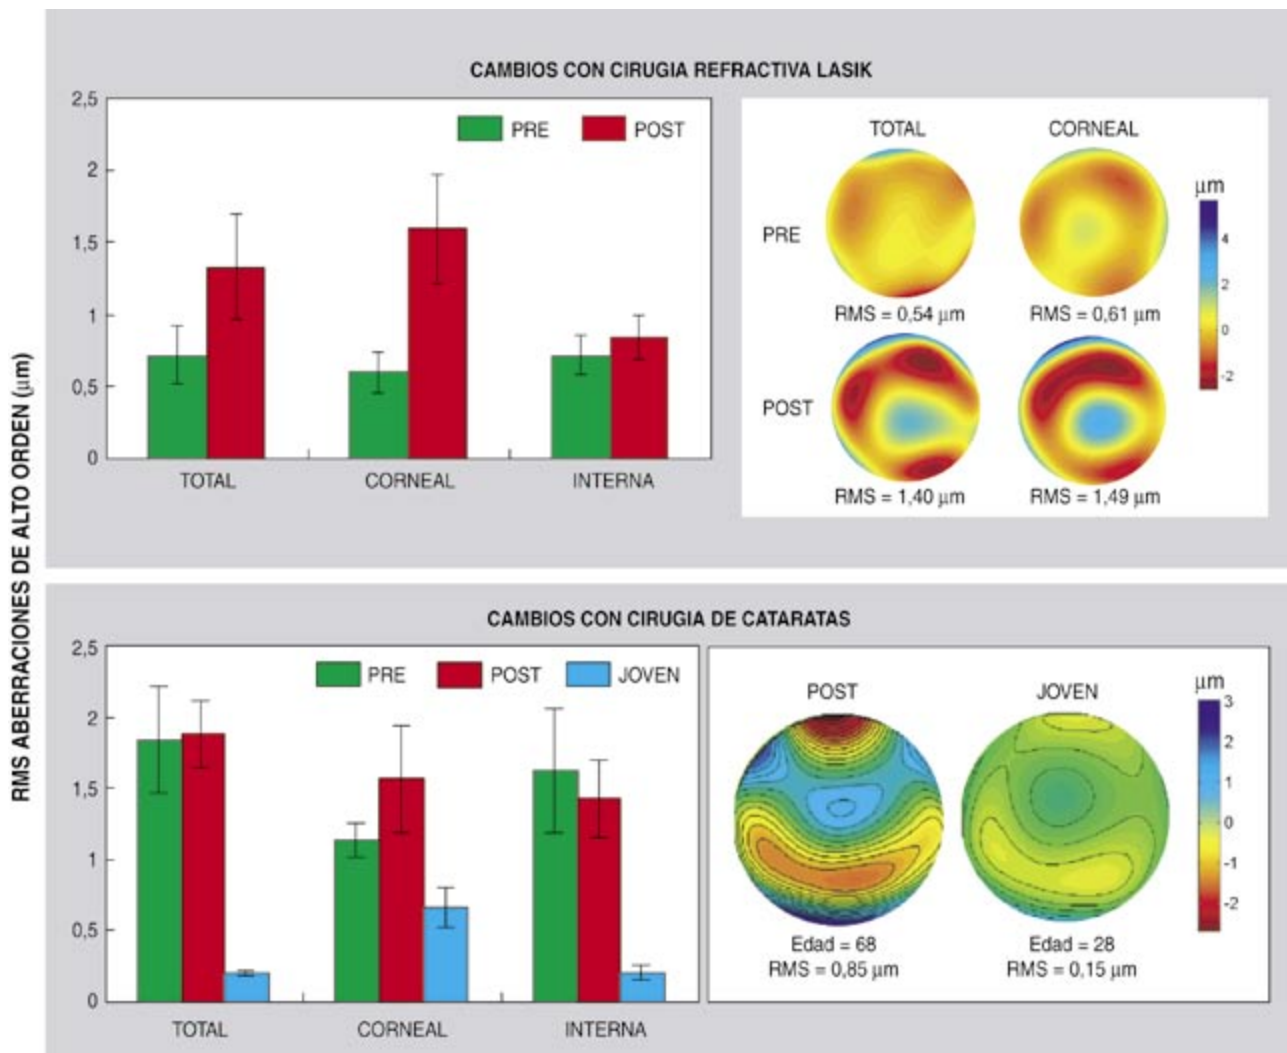 RMS ABERRACIONES DE ALTO ORDEN (µm)
CAMBIOS CON CIRUGIA REFRACTIVA LASIK
2,5
2
1,5
1
0,5
0
PRE
POST
TOTAL
CORNEAL
INTERNA
TOTAL
CORNEAL
PRE
RMS = 0,54 µm
RMS = 0,61 µm
POST
RMS = 1,40 µm
RMS = 1,49 µm
µm
4
2
0
-2
CAMBIOS CON CIRUGIA DE CATARATAS
2,5
2
1,5
1
0,5
0
PRE
POST
JOVEN
TOTAL
CORNEAL
INTERNA
POST
JOVEN
Edad = 68
RMS = 0,85 µm
Edad = 28
RMS = 0,15 µm
µm
3
2
1
0
-1
-2